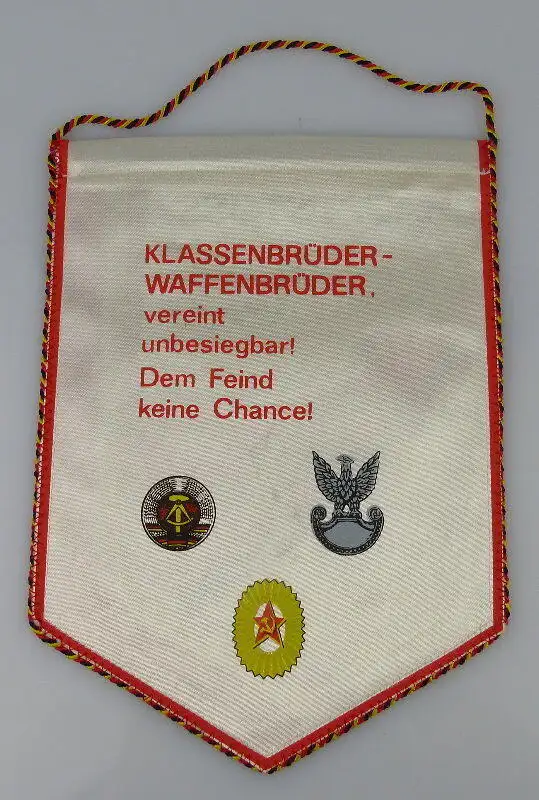 KLASSENBRÜDER-
WAFFENBRÜDER,
vereint
unbesiegbar!
Dem Feind
keine Chance!